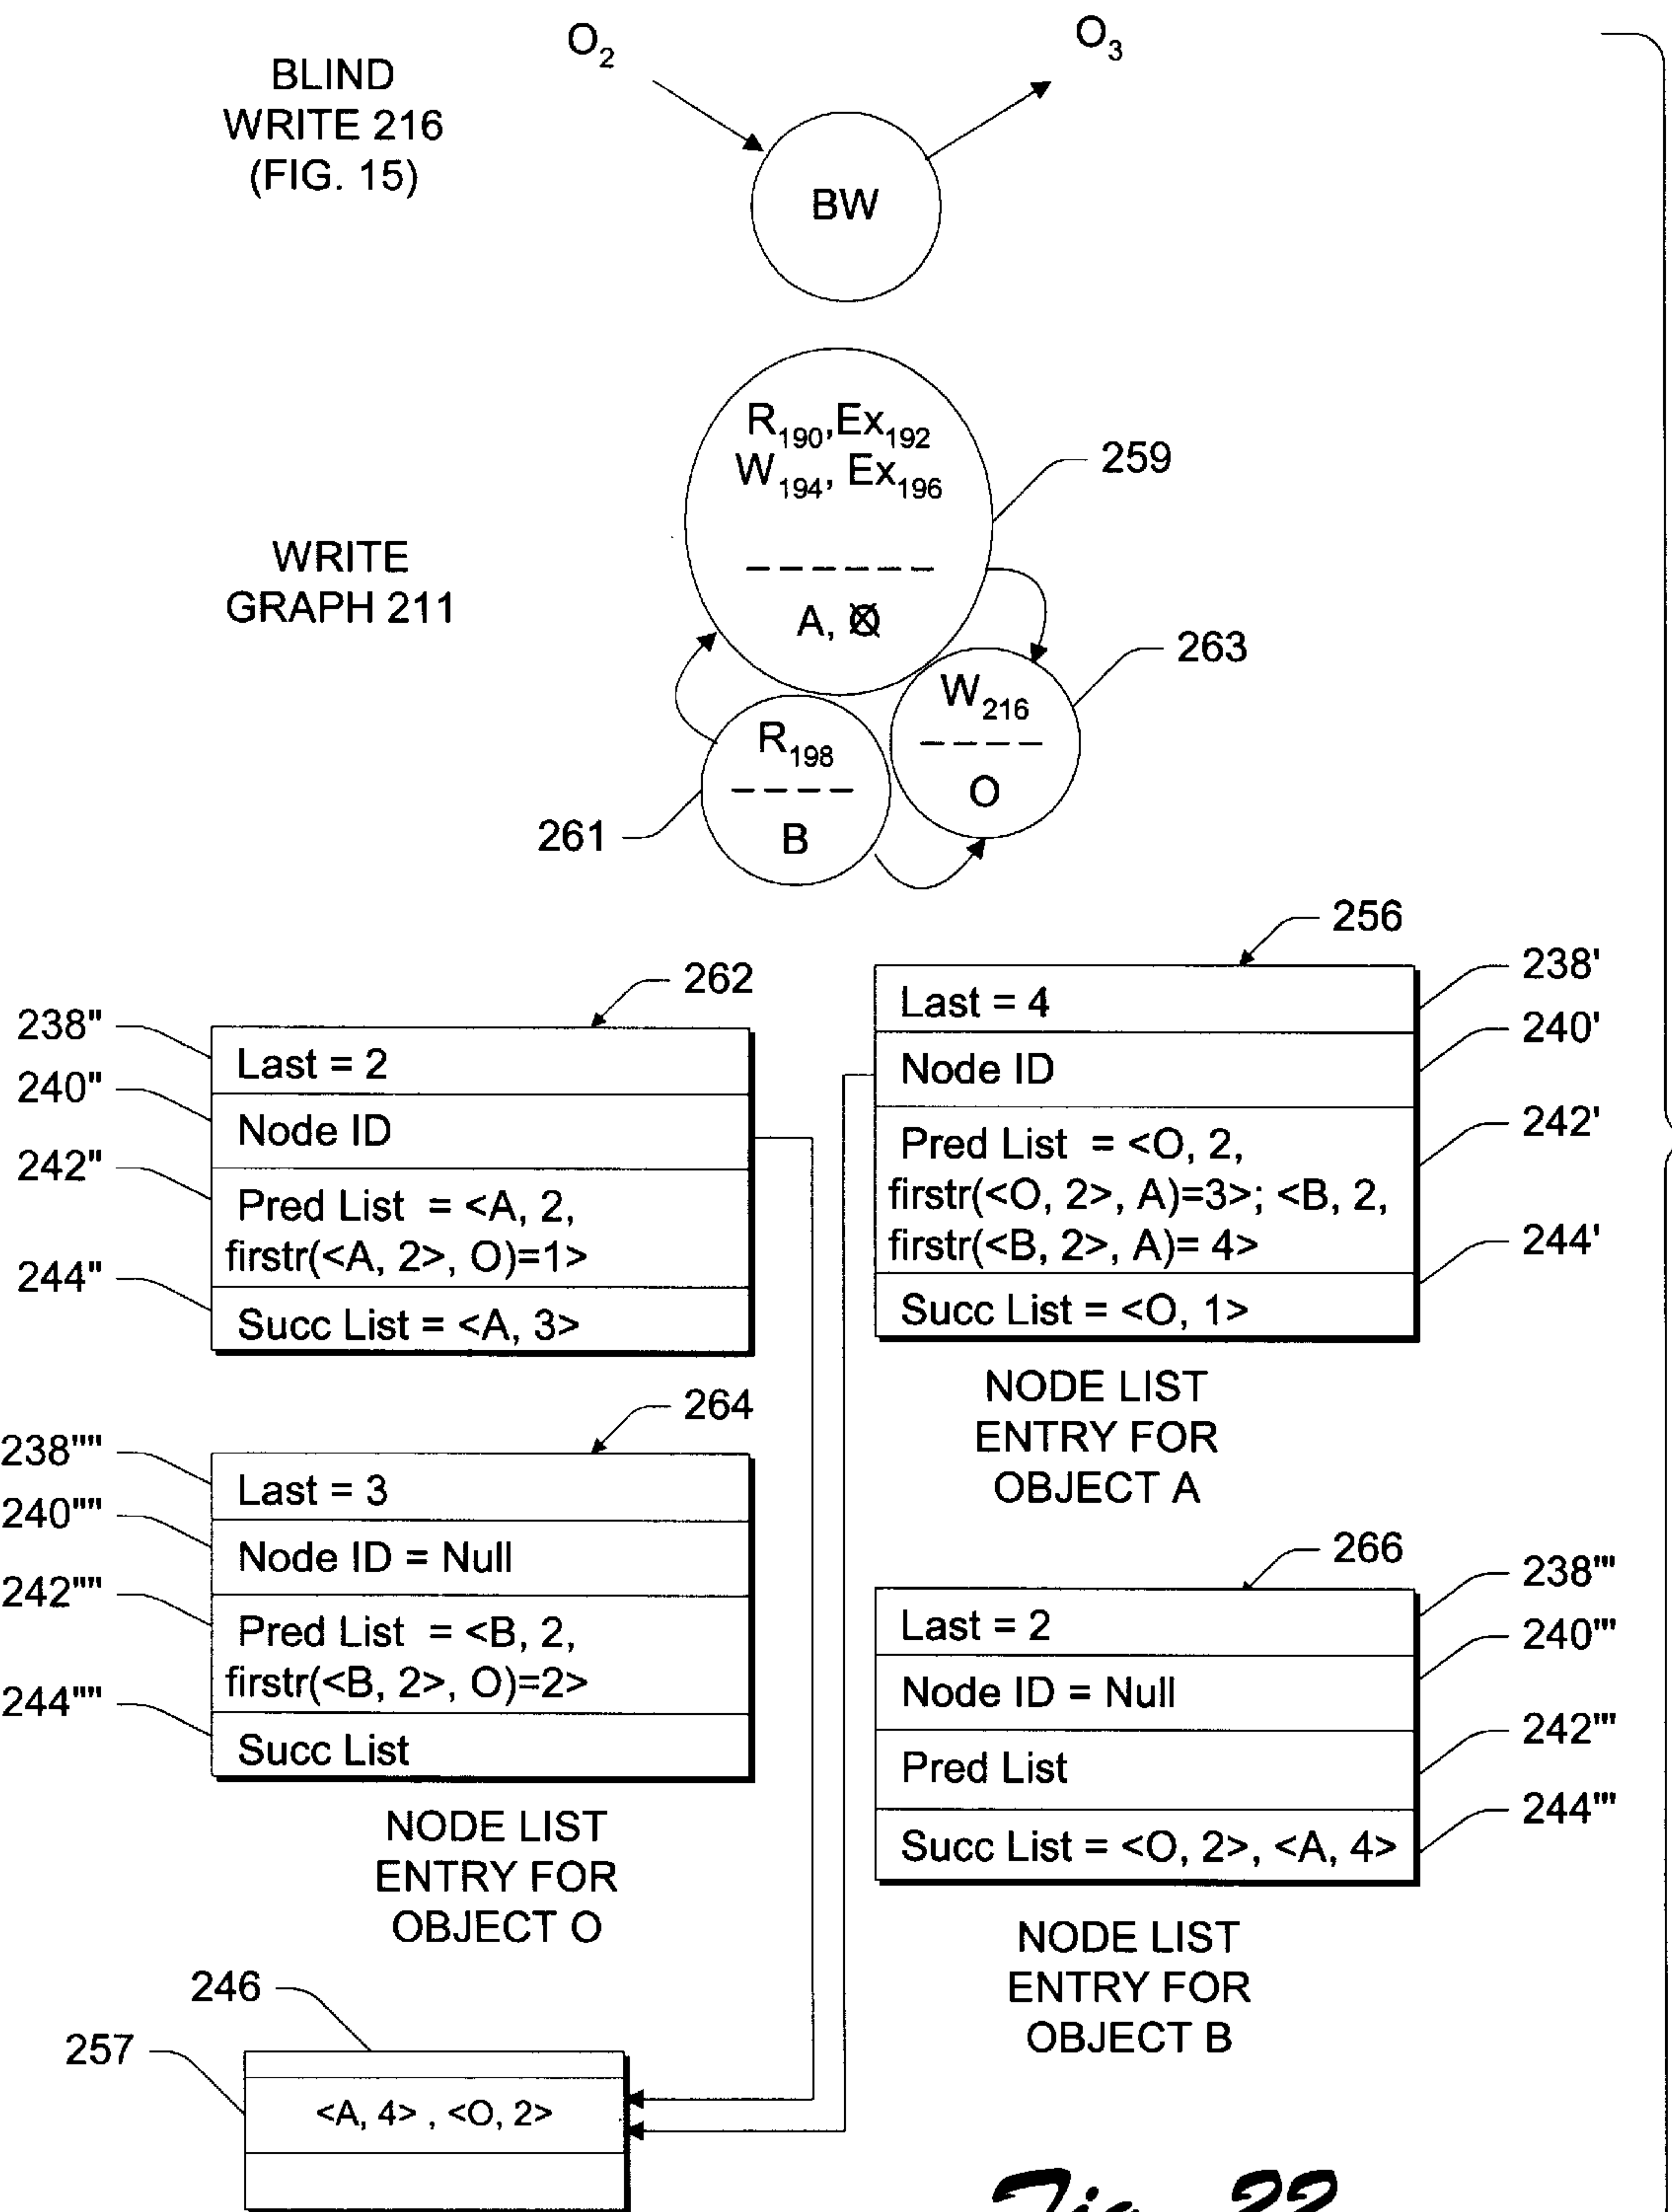 O2
O3
BLIND
WRITE 216
(FIG. 15)
BW
R190,Ex192
W194, Ex196
259
WRITE
GRAPH 211
A, O
263
W216
O
R198
B
261
256
262
238'
Last = 4
238"
Last = 2
240'
Node ID
240"
Node ID
242'
Pred List = <O, 2,
firstr(<O, 2>, A)=3>; <B, 2,
firstr(<B, 2>, A)= 4>
242"
Pred List = <A, 2,
firstr(<A, 2>, O)=1>
244'
Succ List = <O, 1>
244"
Succ List = <A, 3>
NODE LIST
ENTRY FOR
OBJECT A
264
238""
Last = 3
240""
Node ID = Null
242""
Pred List = <B, 2,
firstr(<B, 2>, O)=2>
244""
Succ List
266
238'"
Last = 2
240'"
Node ID = Null
242'"
Pred List
244'"
Succ List = <O, 2>, <A, 4>
NODE LIST
ENTRY FOR
OBJECT O
NODE LIST
ENTRY FOR
OBJECT B
246
257
<A, 4> , <O, 2>
Fig. 22